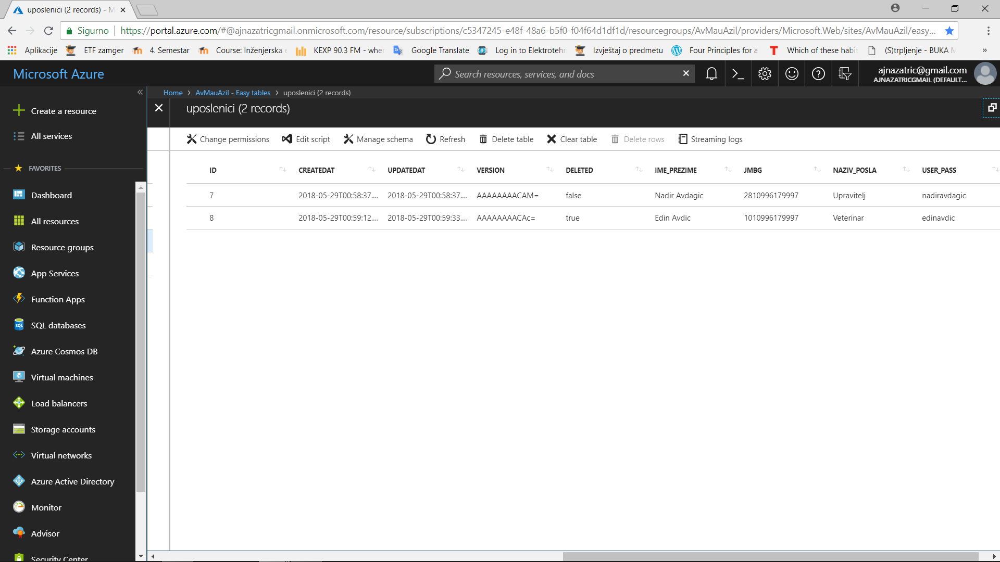 uposlenici (2 records) - M
Sigurno https://portal.azure.com/#@ajnazatricgmail.onmicrosoft.com/resource/subscriptions/c5347245-e48f-48a6-b5f0-f04f64d1df1d/resourcegroups/AvMauAzil/providers/Microsoft.Web/sites/AvMauAzil/easy...
Aplikacije ETF zamger 4. Semestar Course: Inženjerska e KEXP 90.3 FM - wher Google Translate Log in to Elektrotehr Izvještaj o predmetu Four Principles for a Which of these habit (S)trpljenje - BUKA M »
Microsoft Azure Search resources, services, and docs ajnazatric@gmail.com
AJNAZATRICGMAIL (DEFAULT...
Home > AvMauAzil - Easy tables > uposlenici (2 records)
uposlenici (2 records)
Create a resource
All services
FAVORITES
Dashboard
All resources
Resource groups
App Services
Function Apps
SQL databases
Azure Cosmos DB
Virtual machines
Load balancers
Storage accounts
Virtual networks
Azure Active Directory
Monitor
Advisor
Security Center
Change permissions Edit script Manage schema Refresh Delete table Clear table Delete rows Streaming logs
ID CREATEDAT UPDATEDAT VERSION DELETED IME_PREZIME JMBG NAZIV_POSLA USER_PASS
7 2018-05-29T00:58:37.... 2018-05-29T00:58:37.... AAAAAAAACAM= false Nadir Avdagic 2810996179997 Upravitelj nadiravdagic
8 2018-05-29T00:59:12.... 2018-05-29T00:59:33.... AAAAAAAACAc= true Edin Avdic 1010996179997 Veterinar edinavdic